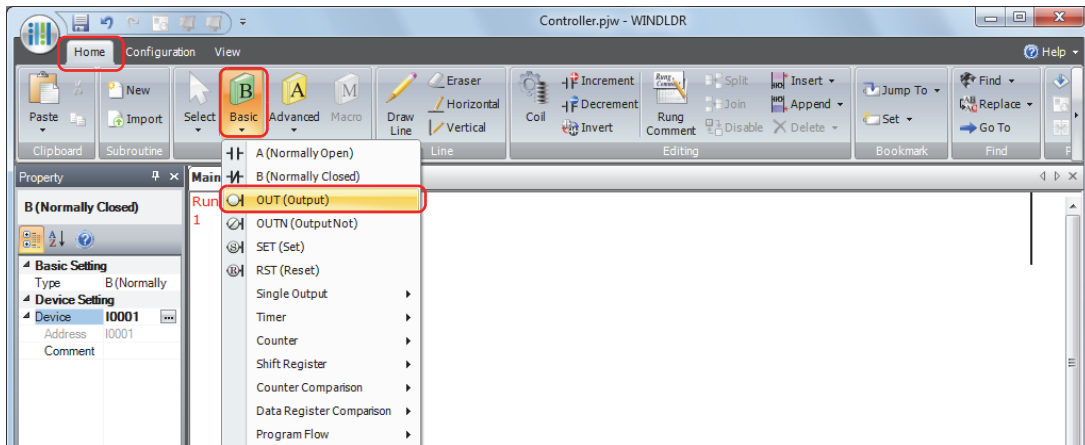 Controller.pjw - WINDLDR
Home Configuration View Help
Paste New Import Select Basic Advanced Macro Draw Line Eraser Horizontal Vertical Coil Increment Decrement Invert Rung Comment Split Join Disable Insert Append Delete Jump To Set Find Replace Go To
Clipboard Subroutine Line Editing Bookmark Find
Property
B (Normally Closed)
Basic Setting
Type B (Normally
Device Setting
Device I0001
Address I0001
Comment
Main
Run
1
A (Normally Open)
B (Normally Closed)
OUT (Output)
OUTN (Output Not)
SET (Set)
RST (Reset)
Single Output
Timer
Counter
Shift Register
Counter Comparison
Data Register Comparison
Program Flow